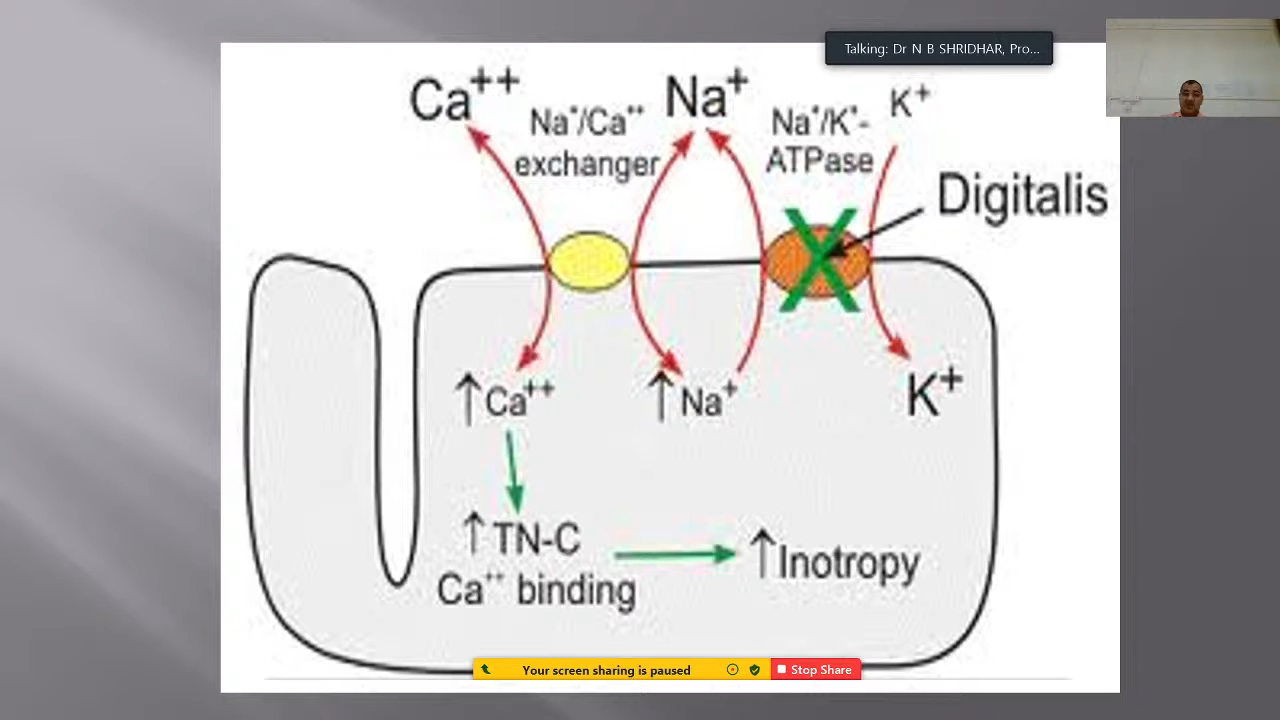 Talking: Dr N B SHRIDHAR, Pro...
Ca++
Na+/Ca++
exchanger
Na+
Na+/K+-
ATPase
K+
Digitalis
↑Ca++
↑Na+
K+
↑TN-C
Ca++ binding
↑Inotropy
Your screen sharing is paused
Stop Share